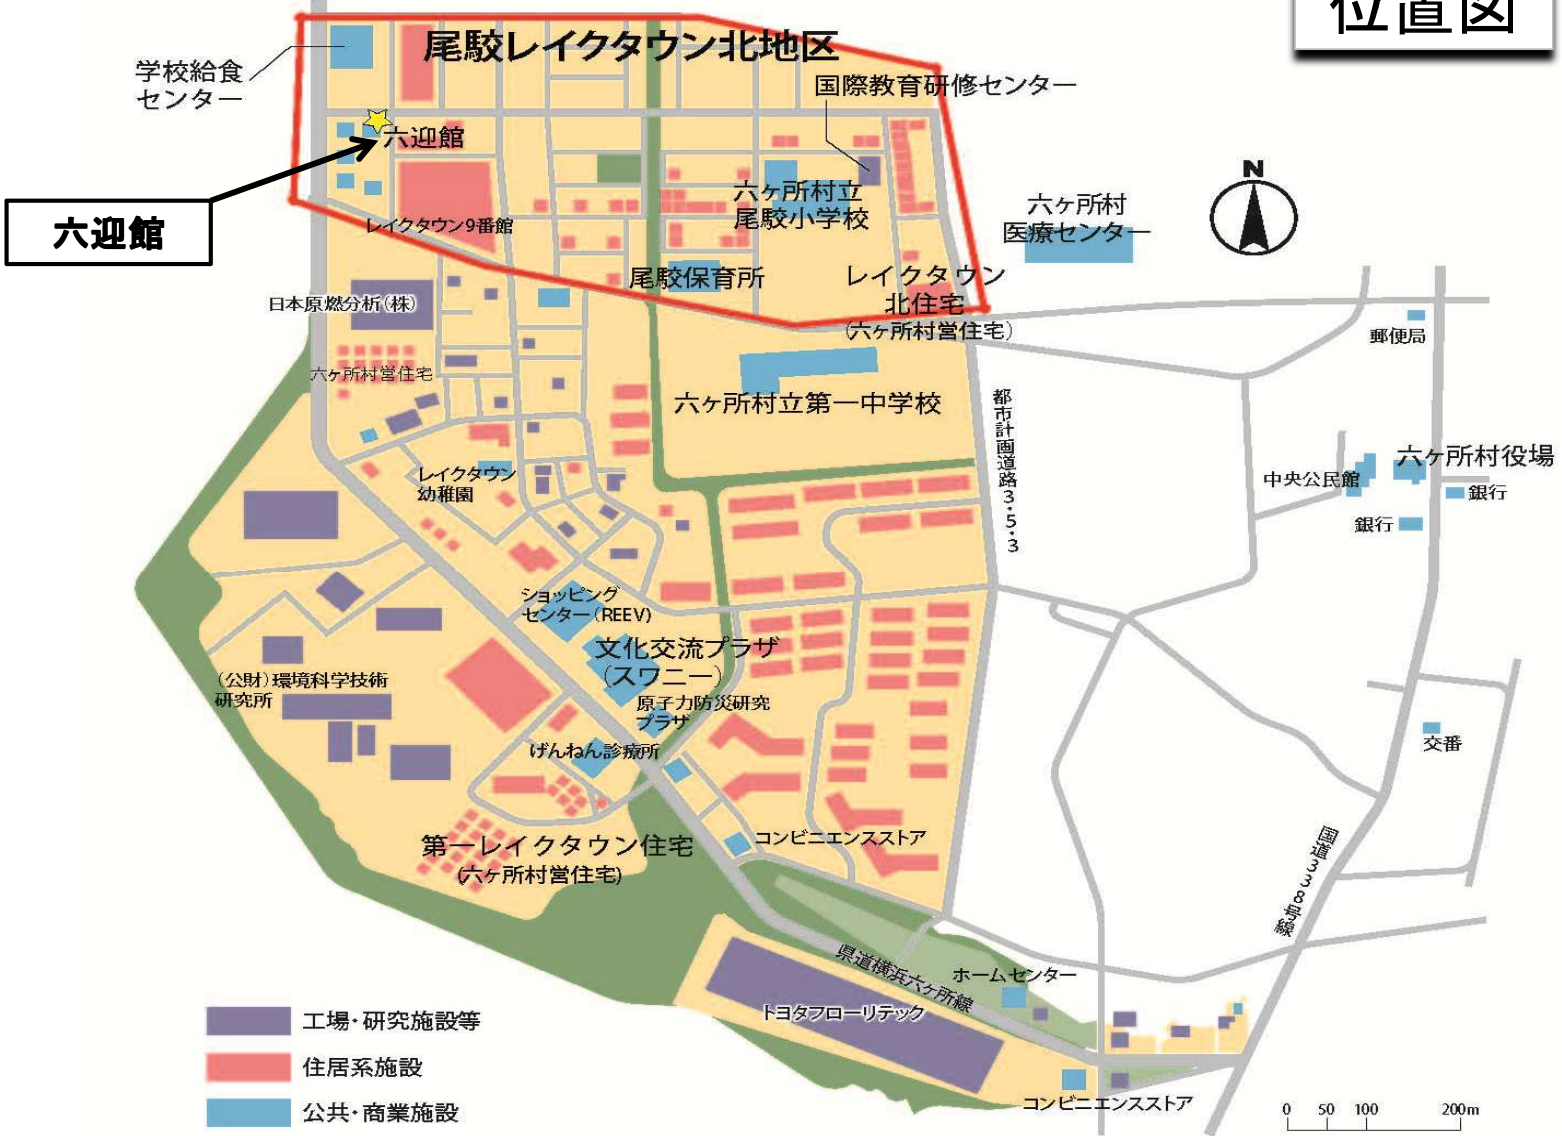 位置図
尾駮レイクタウン北地区
学校給食
センター
国際教育研修センター
六迎館
六迎館
六ヶ所村立
尾駮小学校
六ヶ所村
医療センター
N
レイクタウン9番館
尾駮保育所
レイクタウン
北住宅
(六ヶ所村営住宅)
日本原燃分析(株)
郵便局
六ヶ所村営住宅
六ヶ所村立第一中学校
都市計画道路3・5・3
レイクタウン
幼稚園
中央公民館
六ヶ所村役場
銀行
銀行
ショッピング
センター(REEV)
文化交流プラザ
(スワニー)
(公財)環境科学技術
研究所
原子力防災研究
プラザ
げんねん診療所
交番
第一レイクタウン住宅
(六ヶ所村営住宅)
コンビニエンスストア
国道338号線
県道横浜六ヶ所線
ホームセンター
トヨタフローリテック
コンビニエンスストア
工場・研究施設等
住居系施設
公共・商業施設
0 50 100 200m